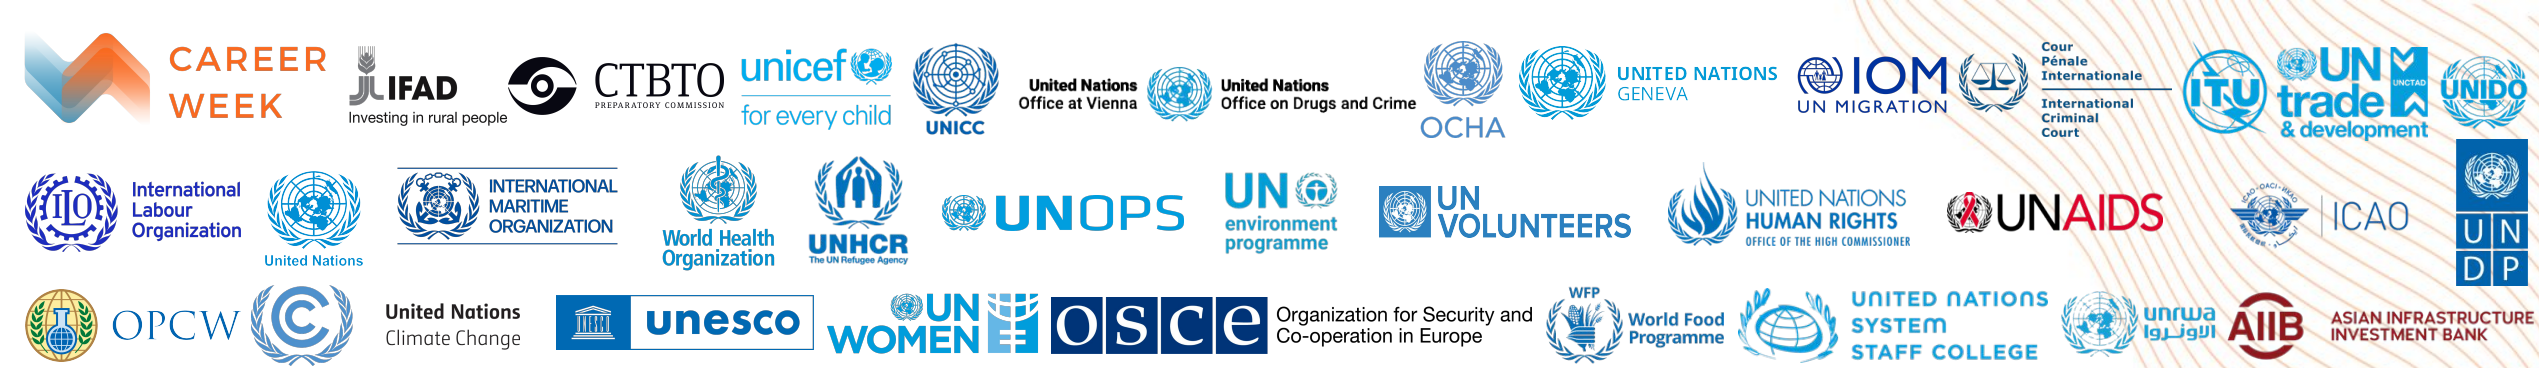 CAREER
WEEK
IFAD
Investing in rural people
CTBTO
PREPARATORY COMMISSION
unicef
for every child
UNICC
United Nations
Office at Vienna
United Nations
Office on Drugs and Crime
OCHA
UNITED NATIONS
GENEVA
IOM
UN MIGRATION
Cour
Pénale
Internationale
International
Criminal
Court
ITU
UN
UNCTAD
trade
& development
UNIDO
ILO
International
Labour
Organization
United Nations
INTERNATIONAL
MARITIME
ORGANIZATION
World Health
Organization
UNHCR
The UN Refugee Agency
UNOPS
UN
environment
programme
UN
VOLUNTEERS
UNITED NATIONS
HUMAN RIGHTS
OFFICE OF THE HIGH COMMISSIONER
UNAIDS
ICAO
UN
DP
OPCW
United Nations
Climate Change
unesco
UN
WOMEN
osce
Organization for Security and
Co-operation in Europe
WFP
World Food
Programme
UNITED NATIONS
SYSTEM
STAFF COLLEGE
unrwa
الأونروا
AIIB
ASIAN INFRASTRUCTURE
INVESTMENT BANK